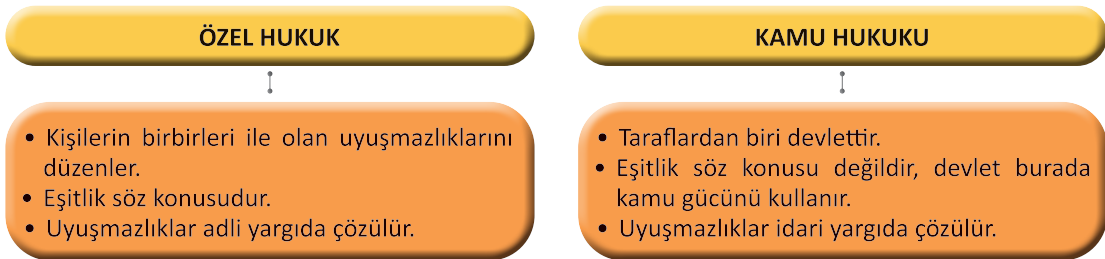 ÖZEL HUKUK
• Kişilerin birbirleri ile olan uyuşmazlıklarını
düzenler.
• Eşitlik söz konusudur.
• Uyuşmazlıklar adli yargıda çözülür.
KAMU HUKUKU
• Taraflardan biri devlettir.
• Eşitlik söz konusu değildir, devlet burada
kamu gücünü kullanır.
• Uyuşmazlıklar idari yargıda çözülür.